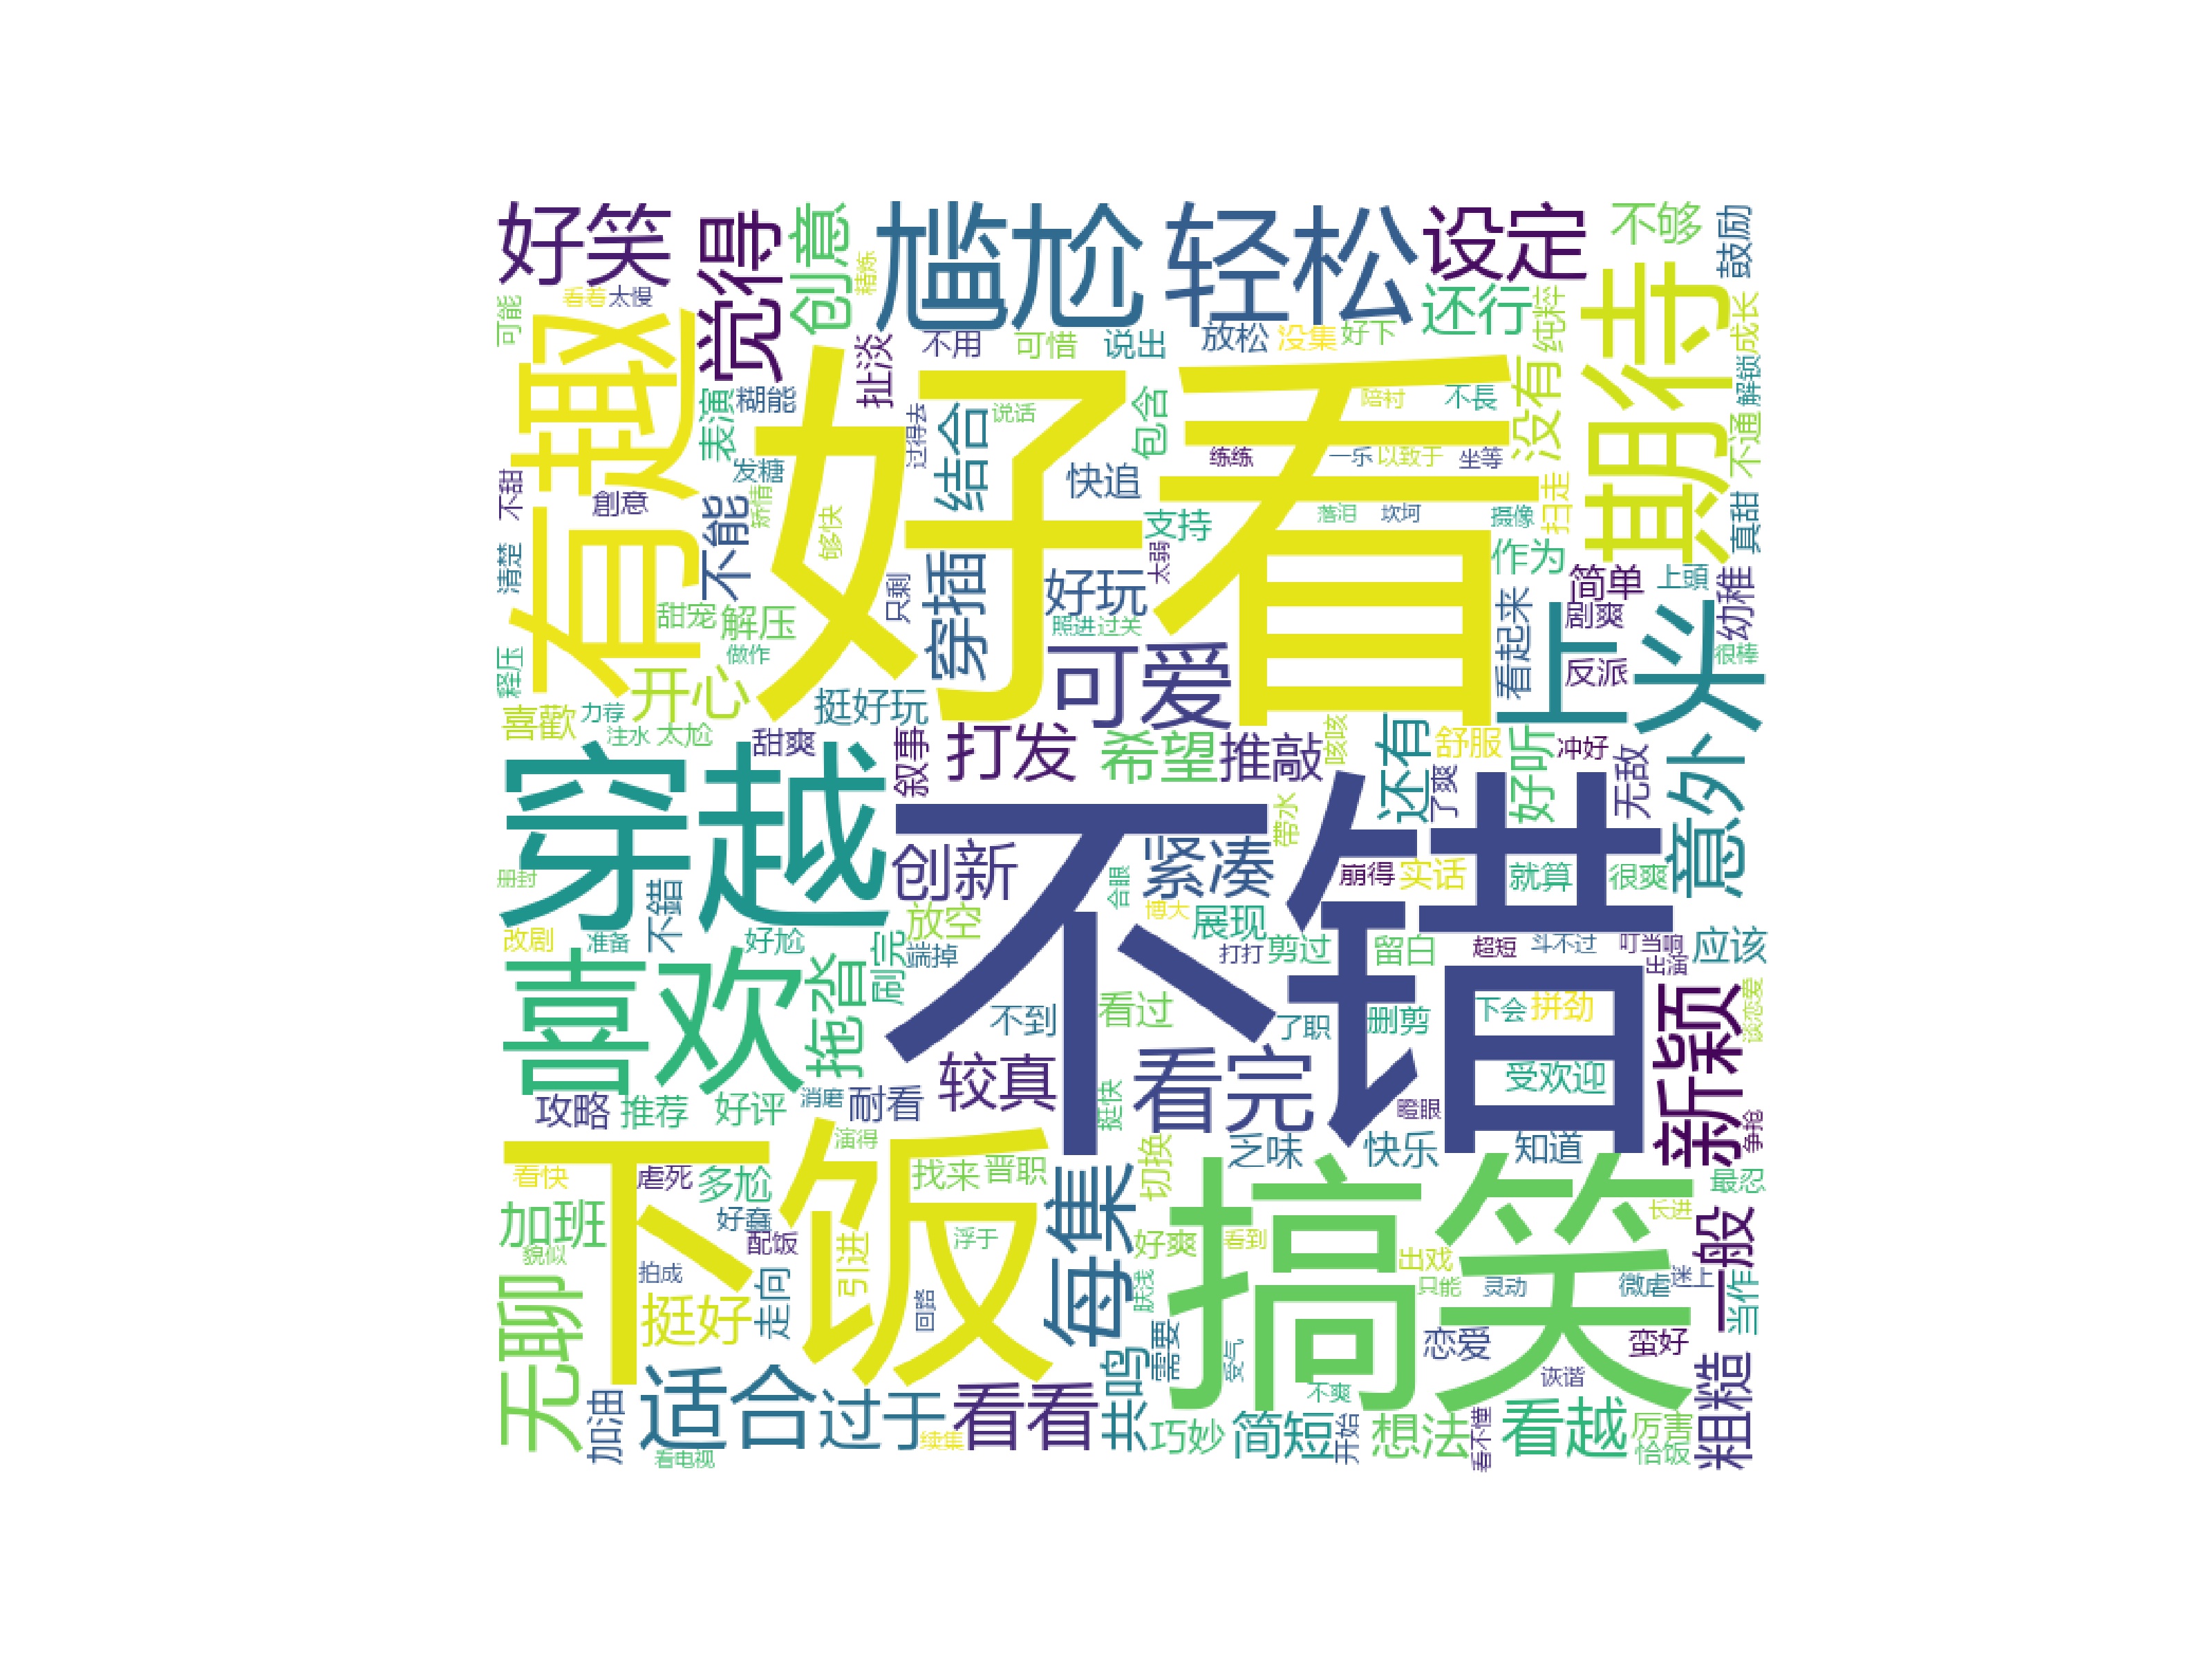 好笑
觉得
创意
精炼
尴尬
轻松
设定
不够
鼓励
可能
看着
太慢
有趣
扯淡
不用
可惜
说出
放松
没集
好下
还行
纯粹
期待
成长
解锁
表演
糊能
过得去
结合
说话
好看
包含
陪衬
不長
没有
不通
不甜
創意
发糖
矫情
不能
够快
快追
练练
一乐
以致于
坐等
扫走
真甜
清楚
支持
落泪
坎坷
摄像
作为
简单
上頭
幼稚
甜宠
解压
只剩
穿插
好玩
太弱
照进
过关
看起来
剧爽
上头
反派
很棒
释压
做作
开心
挺好玩
可爱
喜歡
力荐
注水
太尬
甜爽
叙事
打发
希望
推敲
咳咳
还有
舒服
好听
冲好
无敌
意外
穿越
不错
带水
了爽
创新
紧凑
崩得
实话
就算
很爽
册封
不錯
合眼
放空
博大
展现
改剧
准备
好尬
刷完
端掉
打打
剪过
留白
超短
斗不过
叮当响
出演
应该
喜欢
拖沓
不到
看过
了职
删剪
下会
拼劲
新颖
谈恋爱
较真
看完
受欢迎
攻略
推荐
好评
消磨
耐看
挺快
瞪眼
争抢
下饭
演得
切换
乏味
快乐
知道
看快
虐死
多尬
找来
晋职
每集
搞笑
最忍
加班
好蠢
配饭
引进
浮于
好爽
看到
出戏
长进
一般
貌似
拍成
走向
回路
肤浅
只能
灵动
微虐
迷上
当作
无聊
挺好
需要
受气
恋爱
蛮好
诙谐
不爽
粗糙
加油
适合
过于
看看
共鸣
续集
巧妙
简短
开始
想法
看不懂
看越
厉害
恰饭
看电视